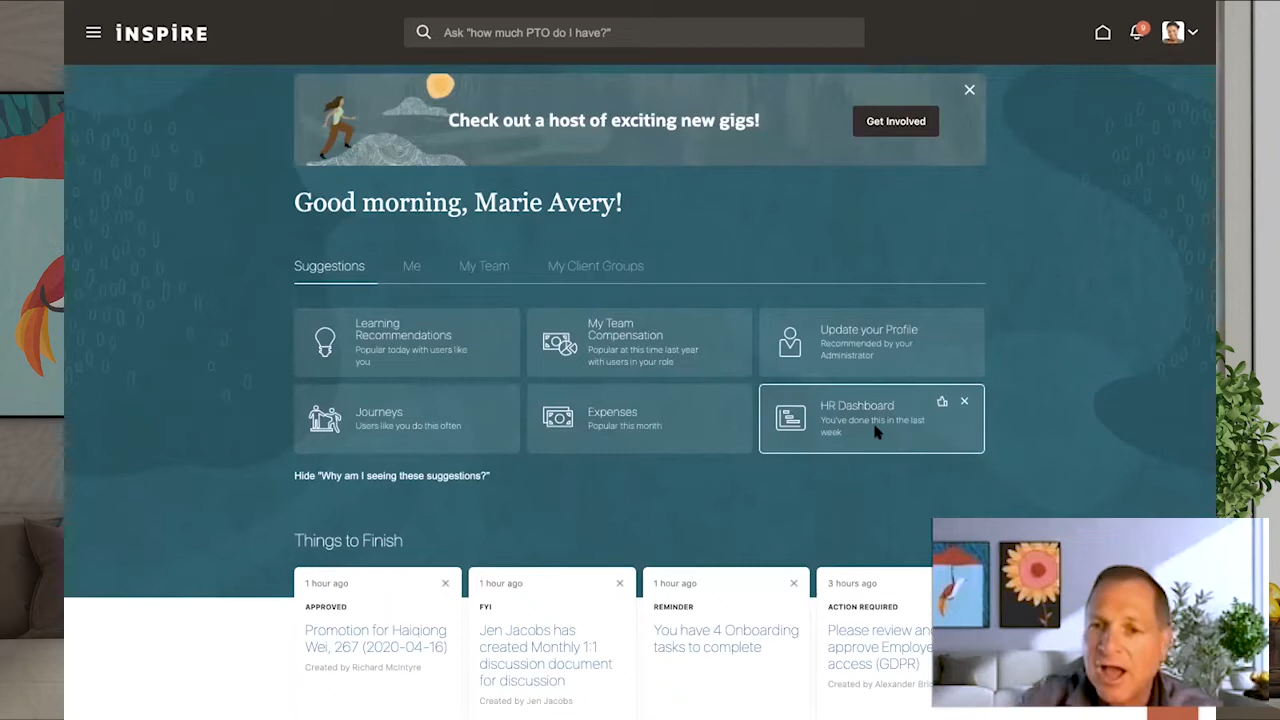 iNSPiRE
Ask "how much PTO do I have?"
9
Check out a host of exciting new gigs!
Get Involved
Good morning, Marie Avery!
Suggestions
Me
My Team
My Client Groups
Learning
Recommendations
Popular today with users like
you
My Team
Compensation
Popular at this time last year
with users in your role
Update your Profile
Recommended by your
Administrator
Journeys
Users like you do this often
Expenses
Popular this month
HR Dashboard
You've done this in the last
week
Hide "Why am I seeing these suggestions?"
Things to Finish
1 hour ago
APPROVED
Promotion for Haiqiong
Wei, 267 (2020-04-16)
Created by Richard McIntyre
1 hour ago
FYI
Jen Jacobs has
created Monthly 1:1
discussion document
for discussion
Created by Jen Jacobs
1 hour ago
REMINDER
You have 4 Onboarding
tasks to complete
3 hours ago
ACTION REQUIRED
Please review and
approve Employe
access (GDPR)
Created by Alexander Bri